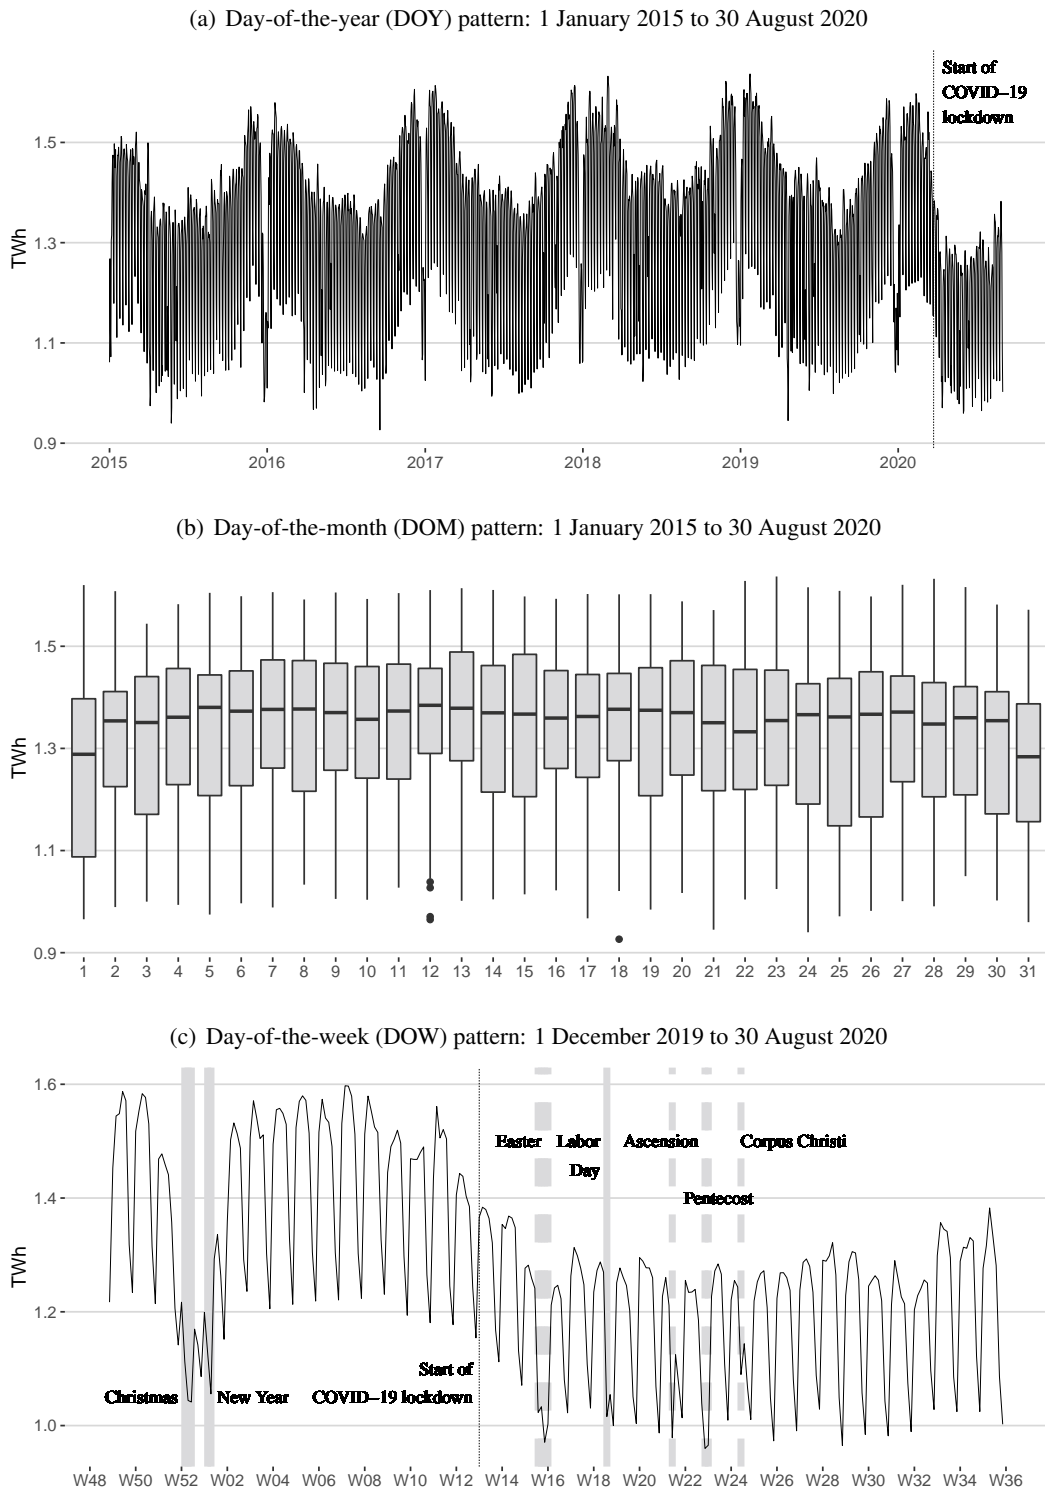 (a) Day-of-the-year (DOY) pattern: 1 January 2015 to 30 August 2020
Start of
COVID−19
lockdown
1.5
1.3
1.1
0.9
TWh
2015 2016 2017 2018 2019 2020
(b) Day-of-the-month (DOM) pattern: 1 January 2015 to 30 August 2020
1.5
1.3
1.1
0.9
TWh
1 2 3 4 5 6 7 8 9 10 11 12 13 14 15 16 17 18 19 20 21 22 23 24 25 26 27 28 29 30 31
(c) Day-of-the-week (DOW) pattern: 1 December 2019 to 30 August 2020
1.6
1.4
1.2
1.0
TWh
Easter Labor Ascension Corpus Christi
Day
Pentecost
Start of
Christmas New Year COVID−19 lockdown
W48 W50 W52 W02 W04 W06 W08 W10 W12 W14 W16 W18 W20 W22 W24 W26 W28 W30 W32 W34 W36